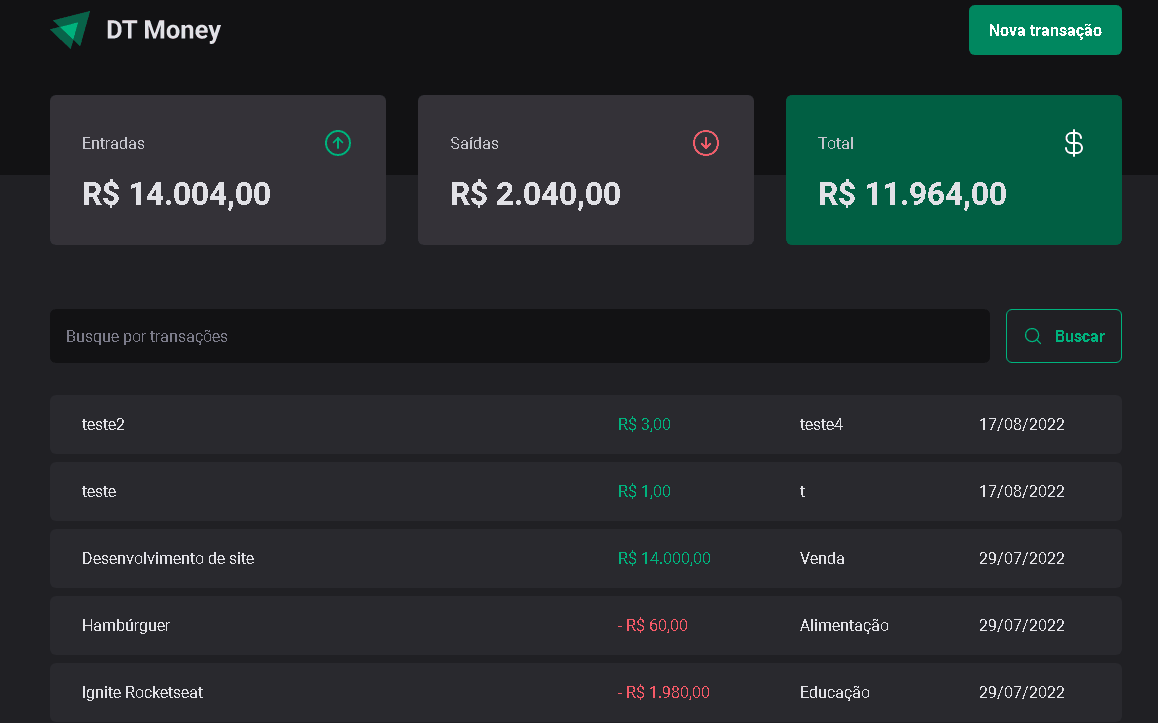 DT Money
Nova transação
Entradas
Saídas
Total
R$ 14.004,00
R$ 2.040,00
R$ 11.964,00
Busque por transações
Buscar
teste2 R$ 3,00 teste4 17/08/2022
teste R$ 1,00 t 17/08/2022
Desenvolvimento de site R$ 14.000,00 Venda 29/07/2022
Hambúrguer - R$ 60,00 Alimentação 29/07/2022
Ignite Rocketseat - R$ 1.980,00 Educação 29/07/2022